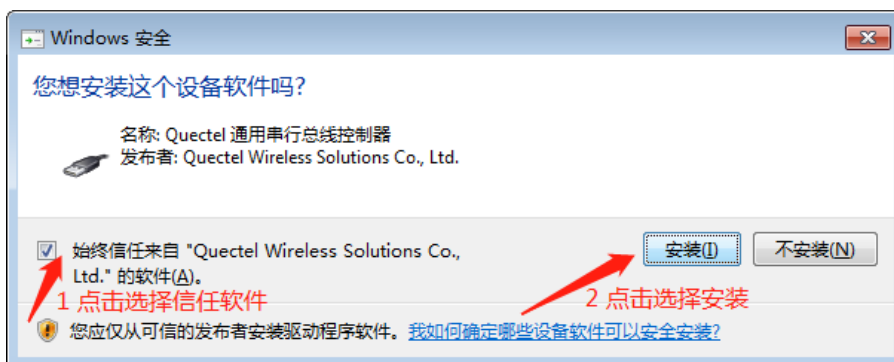 Windows 安全
您想安装这个设备软件吗?
名称: Quectel 通用串行总线控制器
发布者: Quectel Wireless Solutions Co., Ltd.
始终信任来自 "Quectel Wireless Solutions Co.,
Ltd." 的软件(A)。
安装(I)
不安装(N)
1 点击选择信任软件
2 点击选择安装
您应仅从可信的发布者安装驱动程序软件。我如何确定哪些设备软件可以安全安装?